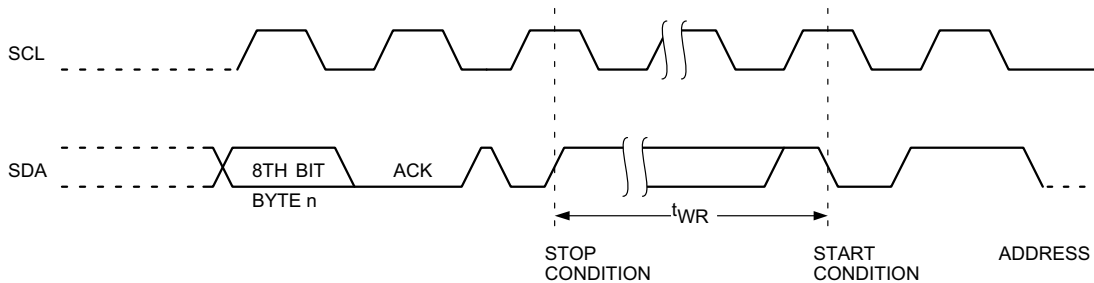 SCL
SDA
8TH BIT
ACK
BYTE n
tWR
STOP
CONDITION
START
CONDITION
ADDRESS